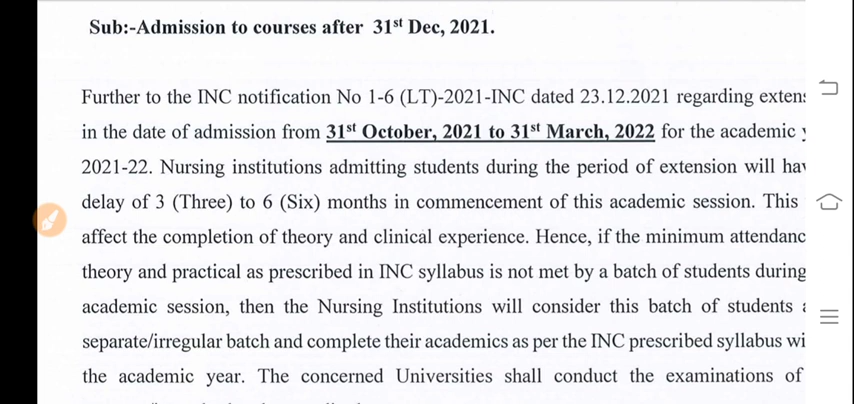 Sub:-Admission to courses after 31st Dec, 2021.
Further to the INC notification No 1-6 (LT)-2021-INC dated 23.12.2021 regarding
in the date of admission from 31st October, 2021 to 31st March, 2022 for the academic
2021-22. Nursing institutions admitting students during the period of extension will
delay of 3 (Three) to 6 (Six) months in commencement of this academic session. This
affect the completion of theory and clinical experience. Hence, if the minimum
theory and practical as prescribed in INC syllabus is not met by a batch of students during
academic session, then the Nursing Institutions will consider this batch of students
separate/irregular batch and complete their academics as per the INC prescribed syllabus
the academic year. The concerned Universities shall conduct the examinations of